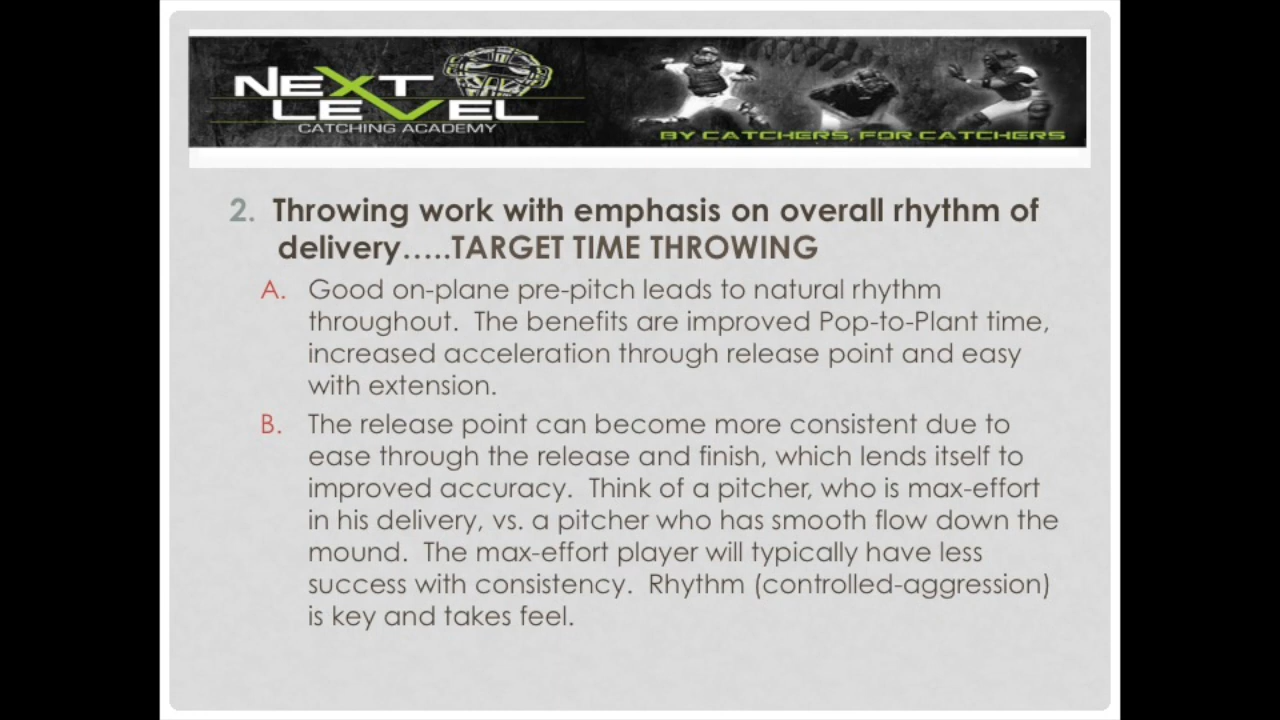 NEXT
LEVEL
CATCHING ACADEMY
BY CATCHERS, FOR CATCHERS
2. Throwing work with emphasis on overall rhythm of
delivery…..TARGET TIME THROWING
A. Good on-plane pre-pitch leads to natural rhythm
throughout.  The benefits are improved Pop-to-Plant time,
increased acceleration through release point and easy
with extension.
B. The release point can become more consistent due to
ease through the release and finish, which lends itself to
improved accuracy.  Think of a pitcher, who is max-effort
in his delivery, vs. a pitcher who has smooth flow down the
mound.  The max-effort player will typically have less
success with consistency.  Rhythm (controlled-aggression)
is key and takes feel.